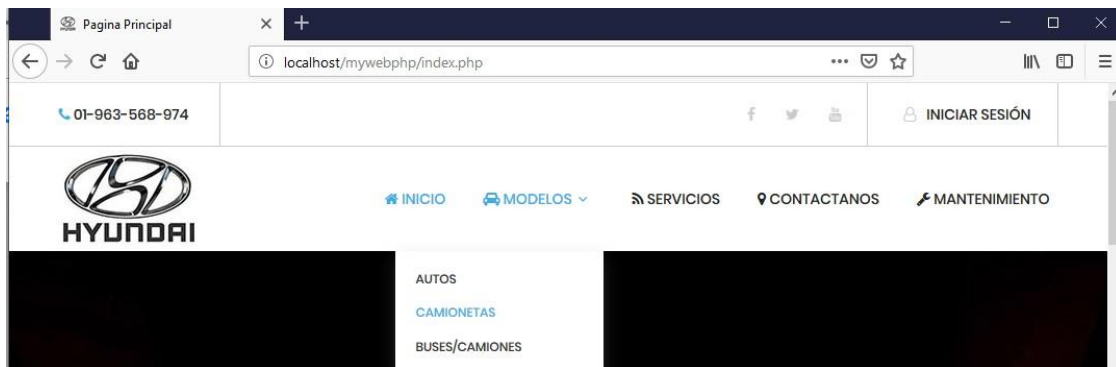 Pagina Principal
localhost/mywebphp/index.php
01-963-568-974
INICIAR SESIÓN
HYUNDAI
INICIO MODELOS SERVICIOS CONTACTANOS MANTENIMIENTO
AUTOS
CAMIONETAS
BUSES/CAMIONES